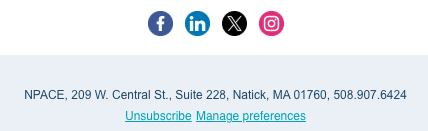 NPACE, 209 W. Central St., Suite 228, Natick, MA 01760, 508.907.6424
Unsubscribe Manage preferences